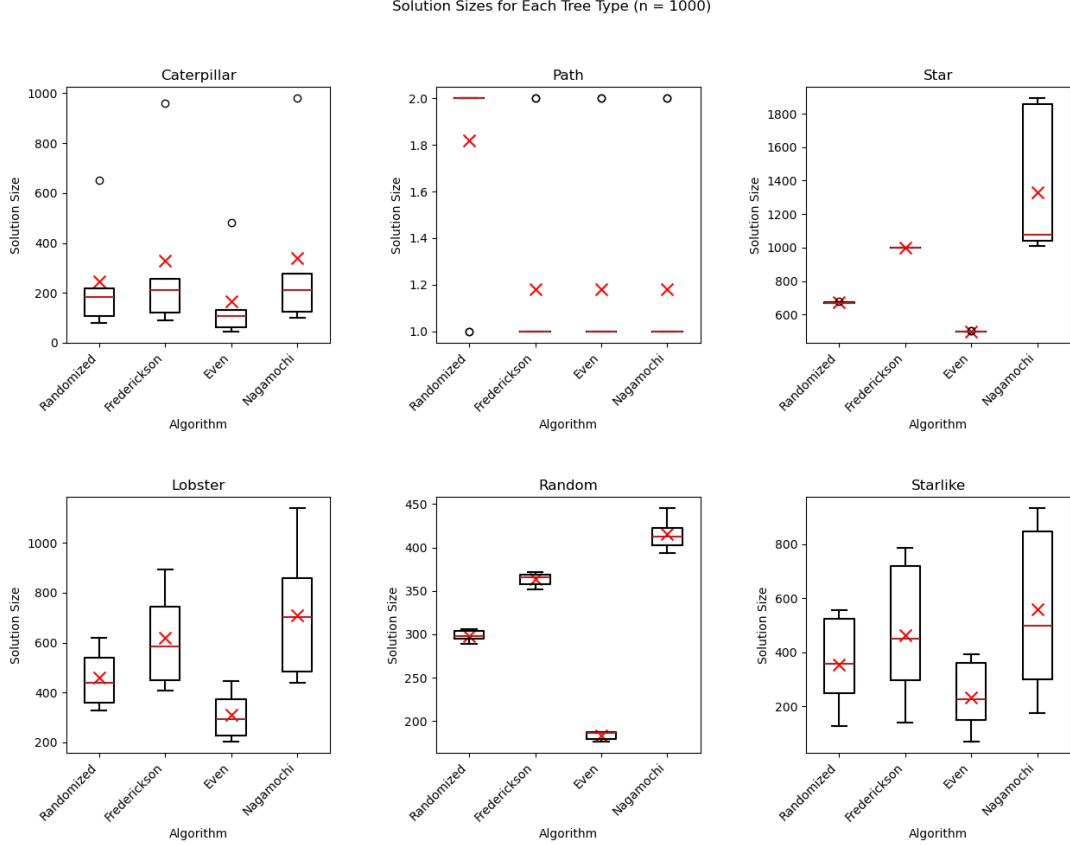 Solution Sizes for Each Tree Type (n = 1000)
Caterpillar
1000
800
600
400
200
0
Solution Size
Randomized
Frederickson
Even
Nagamochi
Algorithm
Path
2.0
1.8
1.6
1.4
1.2
1.0
Solution Size
Randomized
Frederickson
Even
Nagamochi
Algorithm
Star
1800
1600
1400
1200
1000
800
600
Solution Size
Randomized
Frederickson
Even
Nagamochi
Algorithm
Lobster
1000
800
600
400
200
Solution Size
Randomized
Frederickson
Even
Nagamochi
Algorithm
Random
450
400
350
300
250
200
Solution Size
Randomized
Frederickson
Even
Nagamochi
Algorithm
Starlike
800
600
400
200
Solution Size
Randomized
Frederickson
Even
Nagamochi
Algorithm